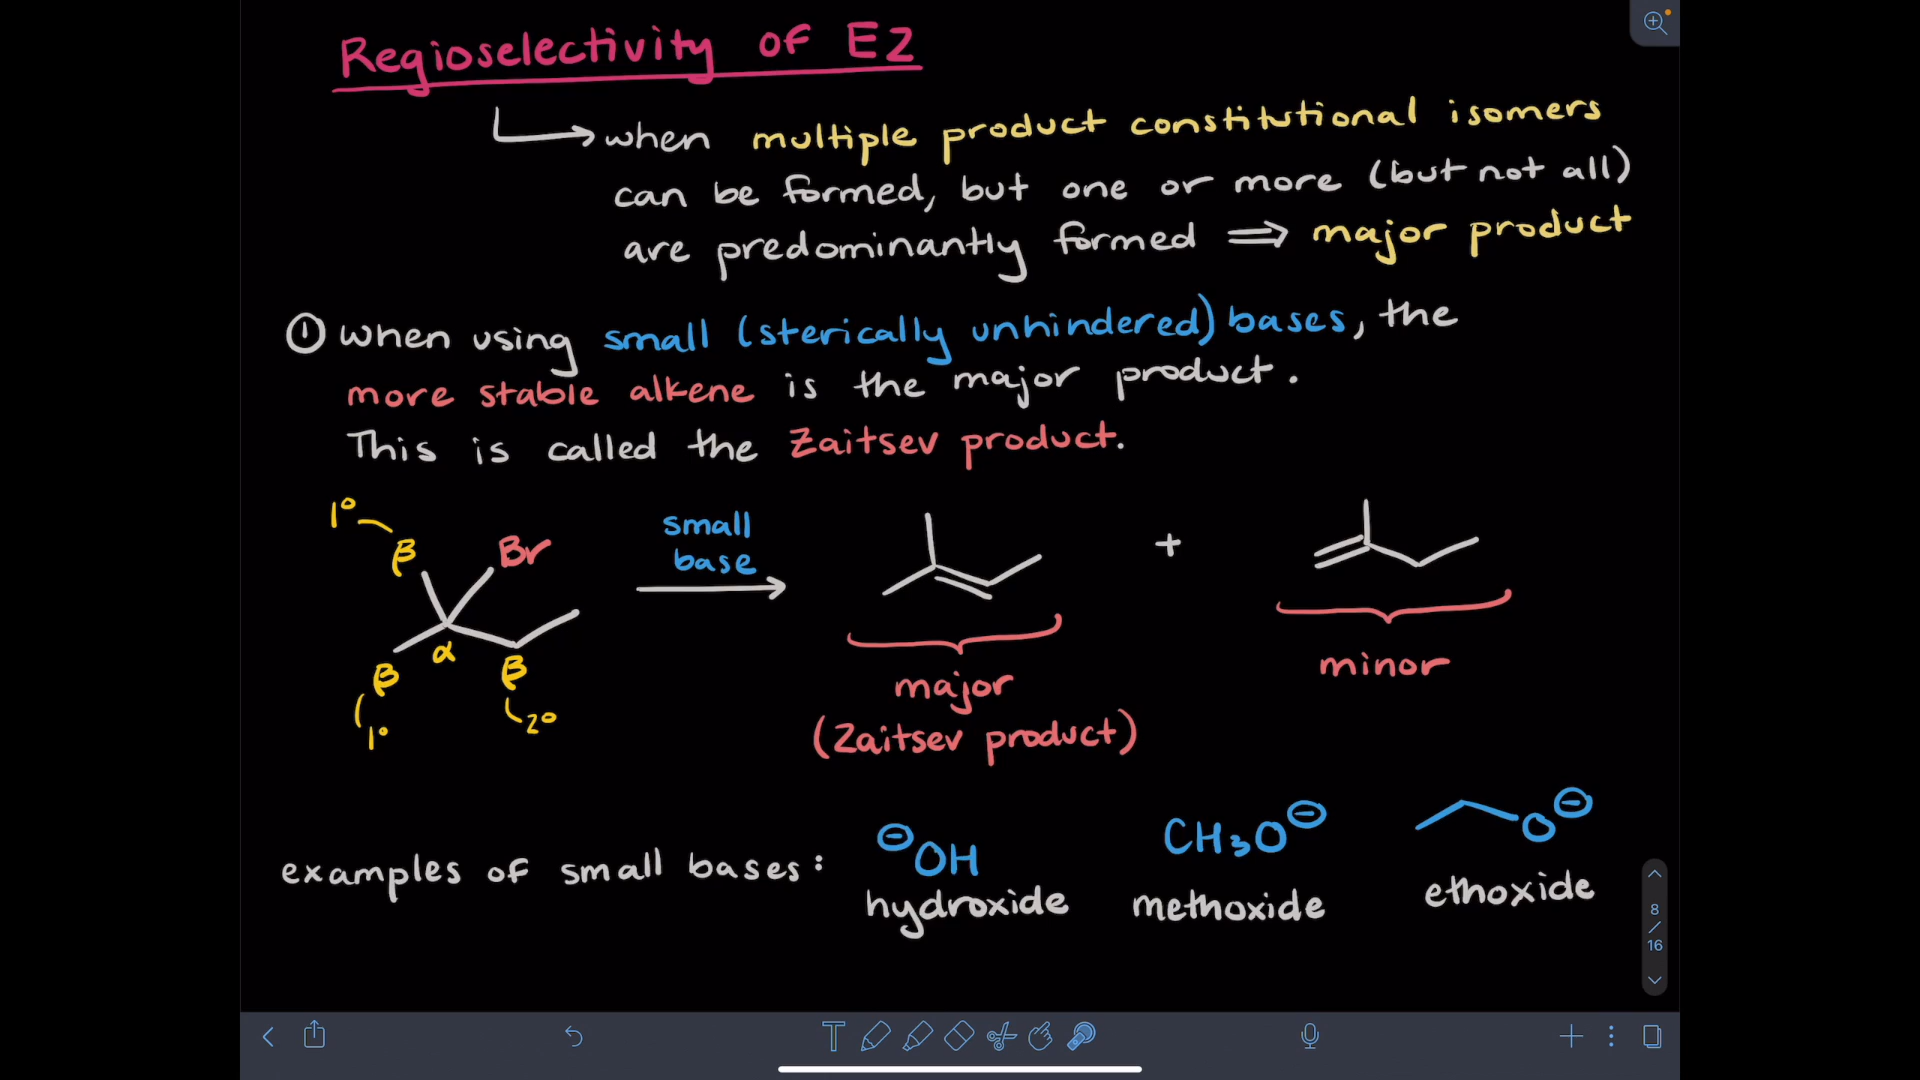 Regioselectivity of E2
when multiple product constitutional isomers
can be formed, but one or more (but not all)
are predominantly formed ⇒ major product
① when using small (sterically unhindered) bases, the
more stable alkene is the major product.
This is called the Zaitsev product.
1°
β
Br
small
base
+
α
β
β
1°
2°
major
(Zaitsev product)
minor
examples of small bases:
⊖OH
hydroxide
CH3O⊖
methoxide
O⊖
ethoxide
8
/
16
T